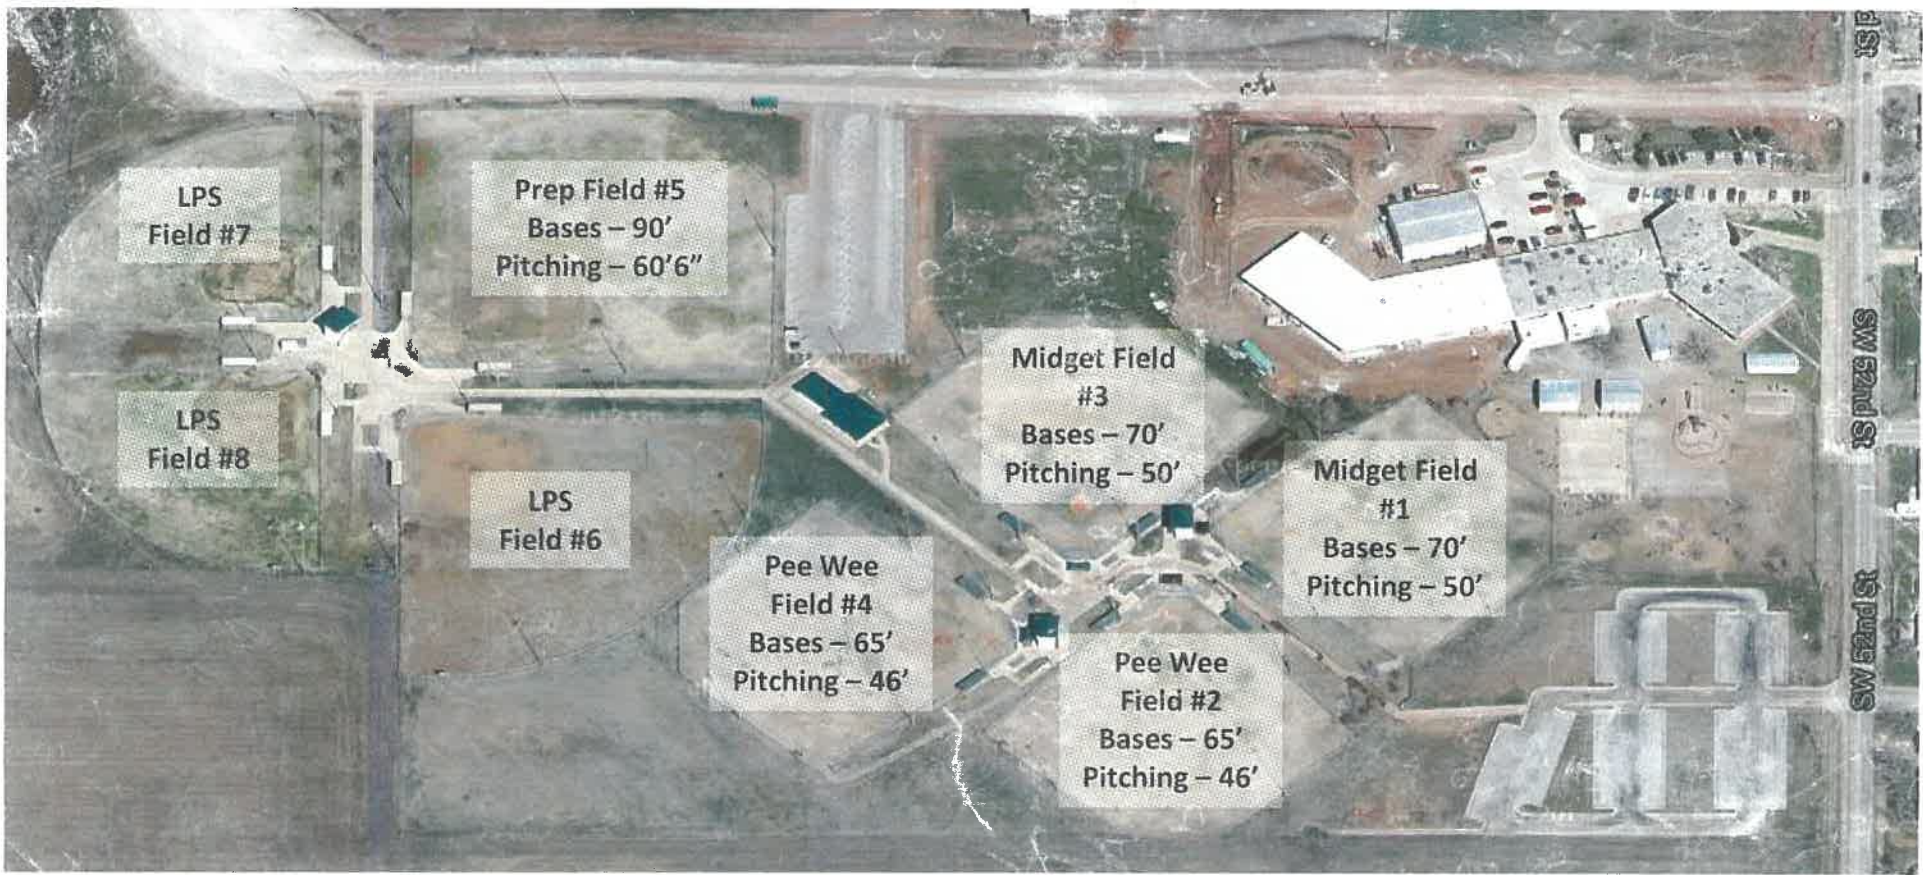 d St
LPS
Field #7
Prep Field #5
Bases – 90’
Pitching – 60’6”
Midget Field
#3
Bases – 70’
Pitching – 50’
SW 52nd St
LPS
Field #8
LPS
Field #6
Midget Field
#1
Bases – 70’
Pitching – 50’
Pee Wee
Field #4
Bases – 65’
Pitching – 46’
Pee Wee
Field #2
Bases – 65’
Pitching – 46’
SW 52nd St